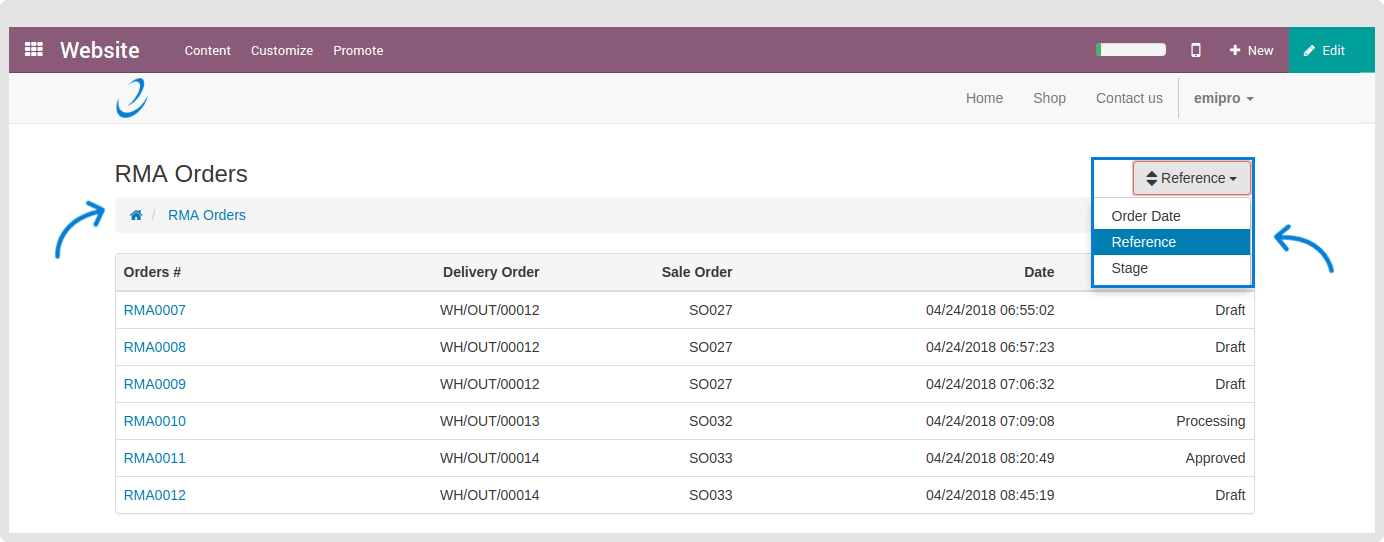 Website Content Customize Promote New Edit
Home Shop Contact us emipro
RMA Orders
Reference
/ RMA Orders
Order Date
Reference
Stage
Orders # Delivery Order Sale Order Date
RMA0007 WH/OUT/00012 SO027 04/24/2018 06:55:02 Draft
RMA0008 WH/OUT/00012 SO027 04/24/2018 06:57:23 Draft
RMA0009 WH/OUT/00012 SO027 04/24/2018 07:06:32 Draft
RMA0010 WH/OUT/00013 SO032 04/24/2018 07:09:08 Processing
RMA0011 WH/OUT/00014 SO033 04/24/2018 08:20:49 Approved
RMA0012 WH/OUT/00014 SO033 04/24/2018 08:45:19 Draft